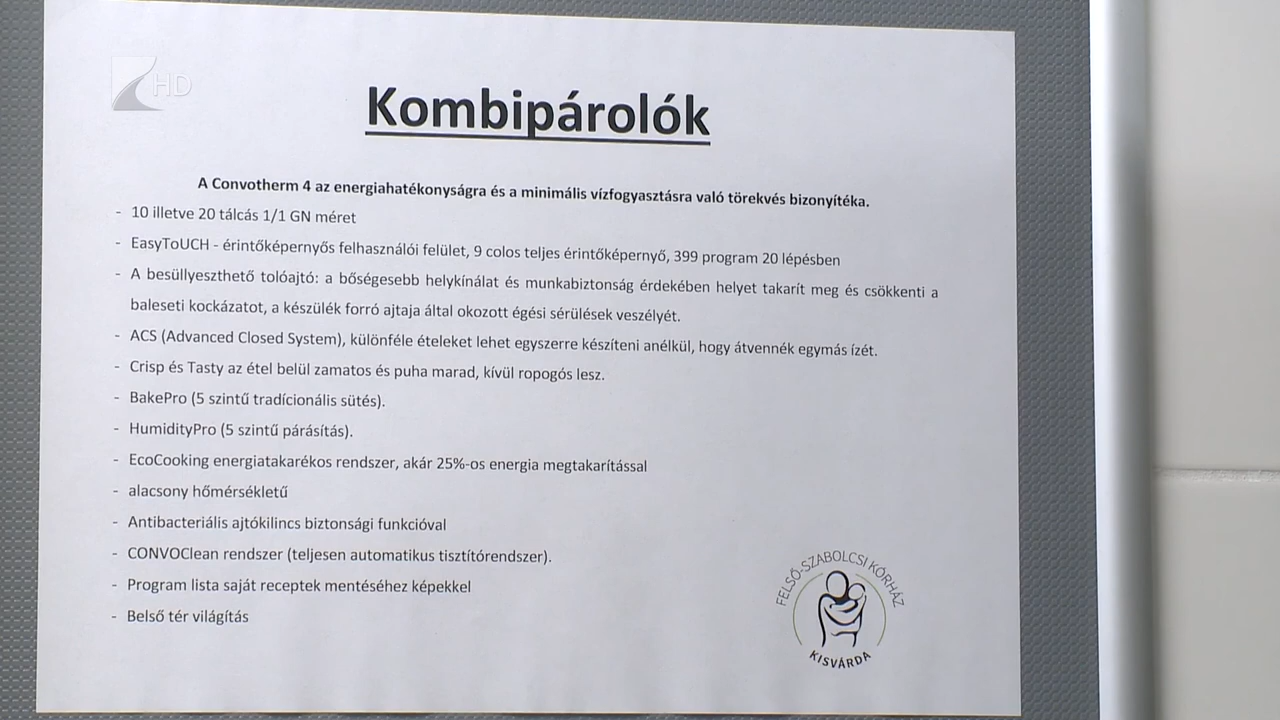 HD
Kombipárolók
A Convotherm 4 az energiahatékonyságra és a minimális vízfogyasztásra való törekvés bizonyítéka.
- 10 illetve 20 tálcás 1/1 GN méret
- EasyToUCH - érintőképernyős felhasználói felület, 9 colos teljes érintőképernyő, 399 program 20 lépésben
- A besüllyeszthető tolóajtó: a bőségesebb helykínálat és munkabiztonság érdekében helyet takarít meg és csökkenti a
baleseti kockázatot, a készülék forró ajtaja által okozott égési sérülések veszélyét.
- ACS (Advanced Closed System), különféle ételeket lehet egyszerre készíteni anélkül, hogy átvennék egymás ízét.
- Crisp és Tasty az étel belül zamatos és puha marad, kívül ropogós lesz.
- BakePro (5 szintű tradícionális sütés).
- HumidityPro (5 szintű párásítás).
- EcoCooking energiatakarékos rendszer, akár 25%-os energia megtakarítással
- alacsony hőmérsékletű
- Antibacteriális ajtókilincs biztonsági funkcióval
- CONVOClean rendszer (teljesen automatikus tisztítórendszer).
- Program lista saját receptek mentéséhez képekkel
- Belső tér világítás
FELSŐ-SZABOLCSI KÓRHÁZ
KISVÁRDA